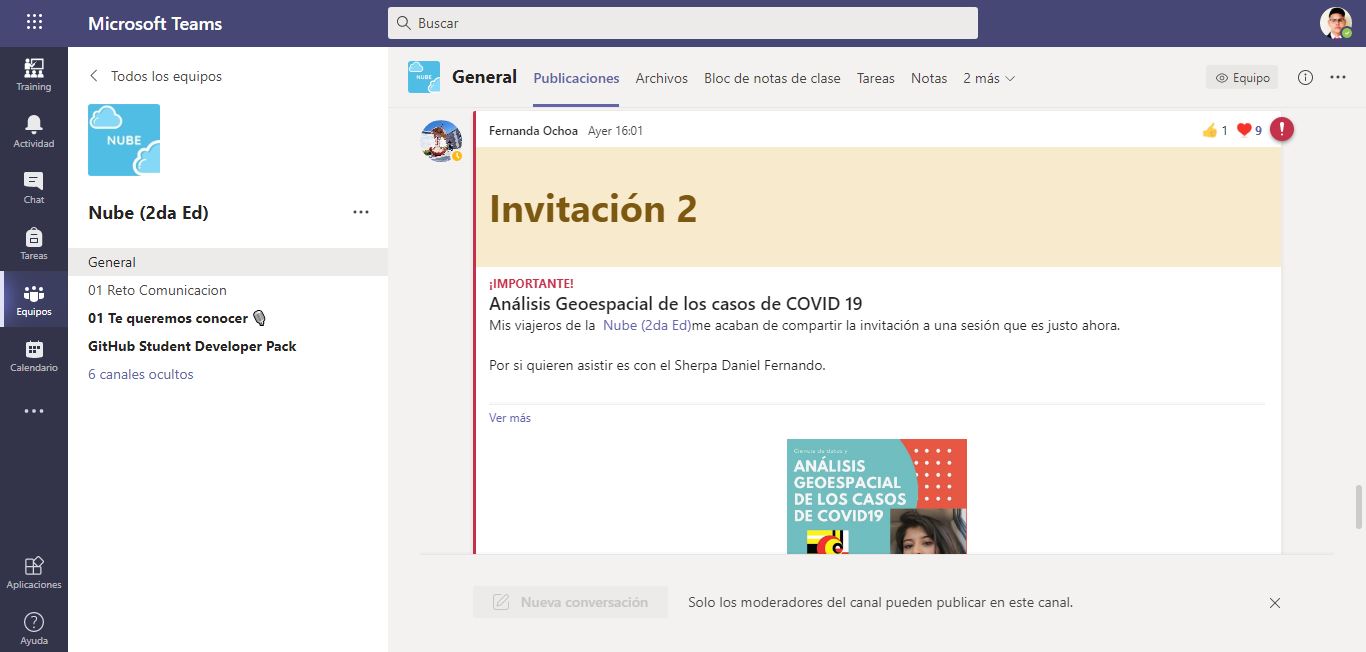 Microsoft Teams
Buscar
Training
Actividad
Chat
Tareas
Equipos
Calendario
Aplicaciones
Ayuda
Todos los equipos
NUBE
Nube (2da Ed)
General
01 Reto Comunicacion
01 Te queremos conocer
GitHub Student Developer Pack
6 canales ocultos
NUBE
General Publicaciones Archivos Bloc de notas de clase Tareas Notas 2 más
Equipo
Fernanda Ochoa Ayer 16:01
1 9
Invitación 2
¡IMPORTANTE!
Análisis Geoespacial de los casos de COVID 19
Mis viajeros de la Nube (2da Ed)me acaban de compartir la invitación a una sesión que es justo ahora.
Por si quieren asistir es con el Sherpa Daniel Fernando.
Ver más
Ciencia de datos y
ANÁLISIS
GEOESPACIAL
DE LOS CASOS
DE COVID19
Nueva conversación
Solo los moderadores del canal pueden publicar en este canal.